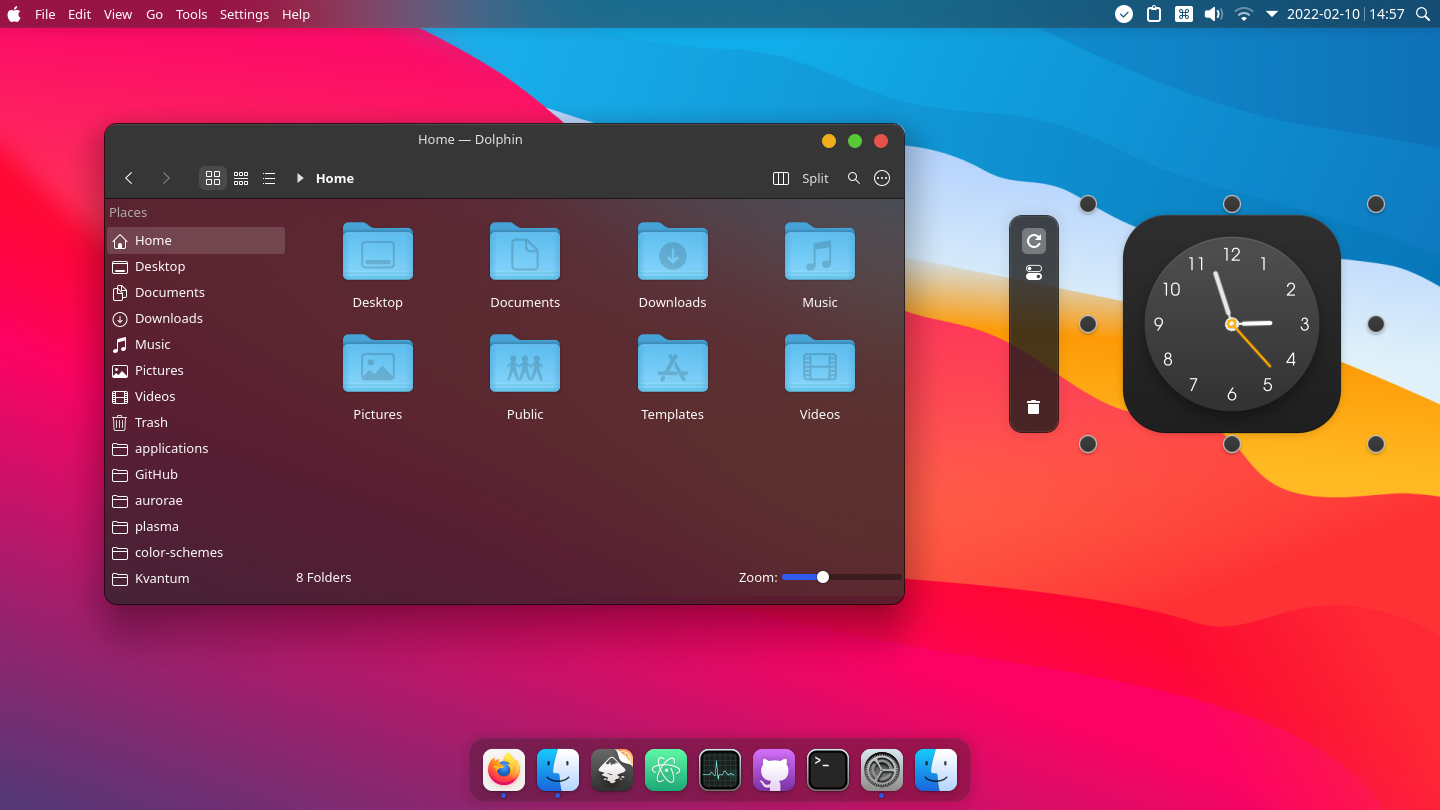 File Edit View Go Tools Settings Help
2022-02-10 14:57
Home — Dolphin
Home
Split
Places
Home
Desktop
Documents
Downloads
Music
Pictures
Videos
Trash
applications
GitHub
aurorae
plasma
color-schemes
Kvantum
Desktop Documents Downloads Music
Pictures Public Templates Videos
8 Folders
Zoom:
12
1
2
3
4
5
6
7
8
9
10
11
>_